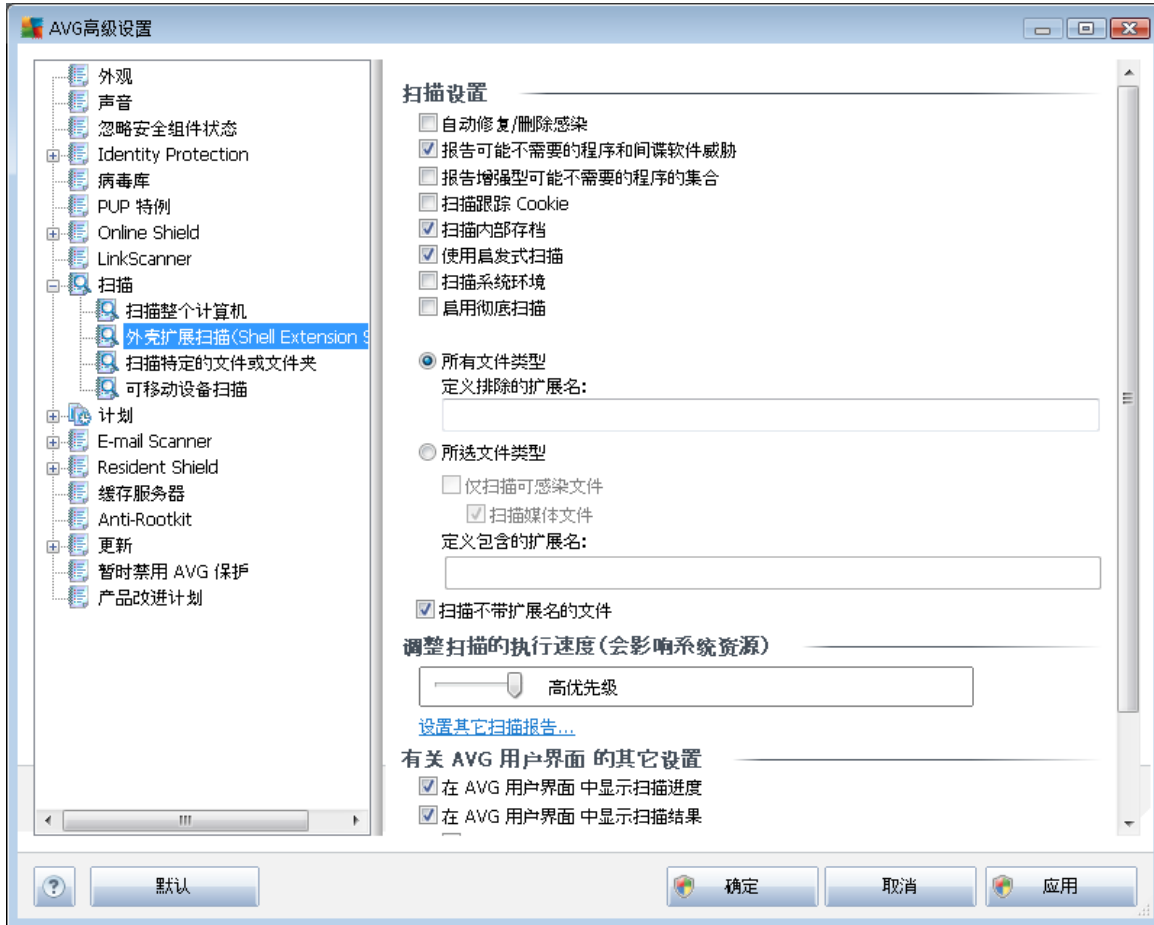 AVG高级设置
外观
声音
忽略安全组件状态
Identity Protection
病毒库
PUP 特例
Online Shield
LinkScanner
扫描
扫描整个计算机
外壳扩展扫描(Shell Extension S
扫描特定的文件或文件夹
可移动设备扫描
计划
E-mail Scanner
Resident Shield
缓存服务器
Anti-Rootkit
更新
暂时禁用 AVG 保护
产品改进计划
扫描设置
自动修复/删除感染
报告可能不需要的程序和间谍软件威胁
报告增强型可能不需要的程序的集合
扫描跟踪 Cookie
扫描内部存档
使用启发式扫描
扫描系统环境
启用彻底扫描
所有文件类型
定义排除的扩展名:
所选文件类型
仅扫描可感染文件
扫描媒体文件
定义包含的扩展名:
扫描不带扩展名的文件
调整扫描的执行速度(会影响系统资源)
高优先级
设置其它扫描报告...
有关 AVG 用户界面 的其它设置
在 AVG 用户界面 中显示扫描进度
在 AVG 用户界面 中显示扫描结果
默认
确定
取消
应用